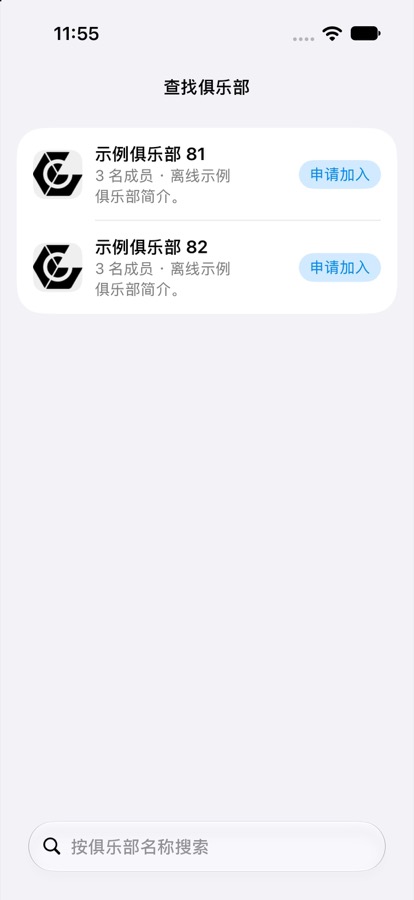 11:55
查找俱乐部
示例俱乐部 81
3 名成员 · 离线示例
俱乐部简介。
申请加入
示例俱乐部 82
3 名成员 · 离线示例
俱乐部简介。
申请加入
按俱乐部名称搜索